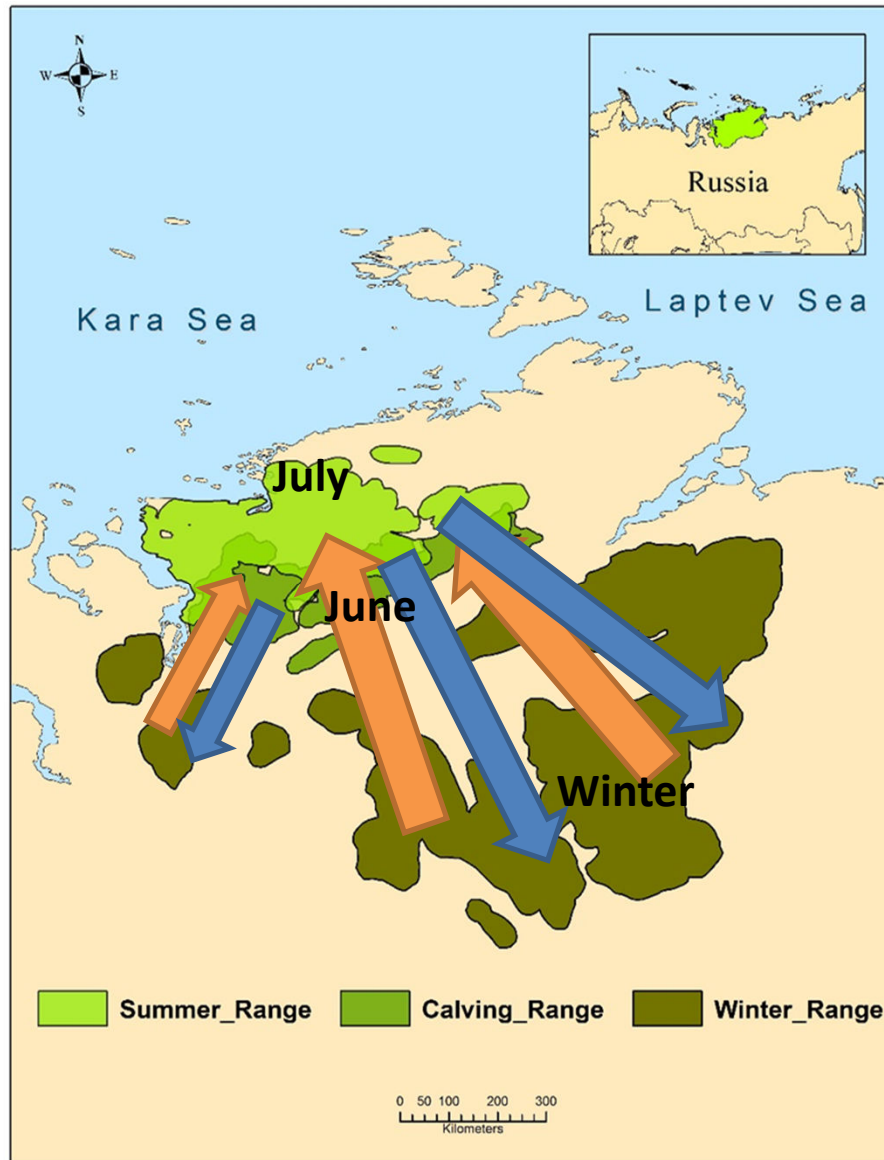 N
W E
S
Russia
Kara Sea
Laptev Sea
July
June
Winter
Summer_Range
Calving_Range
Winter_Range
0 50 100 200 300
Kilometers